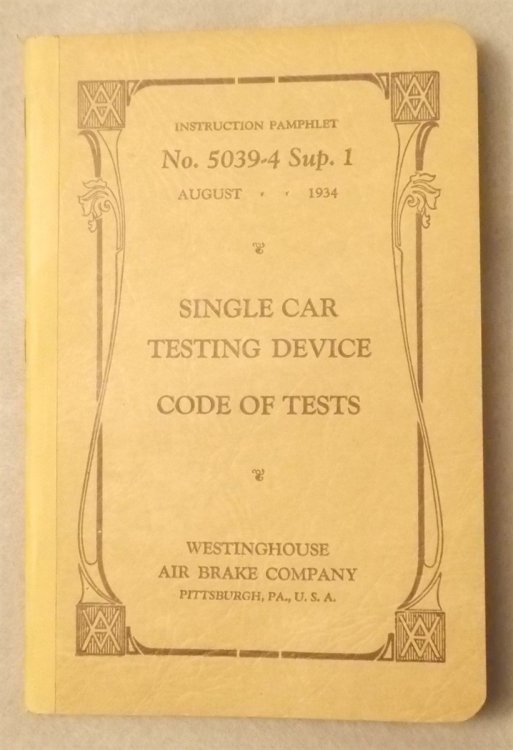 INSTRUCTION PAMPHLET
No. 5039-4 Sup. 1
AUGUST - - 1934
SINGLE CAR
TESTING DEVICE
CODE OF TESTS
WESTINGHOUSE
AIR BRAKE COMPANY
PITTSBURGH, PA., U. S. A.